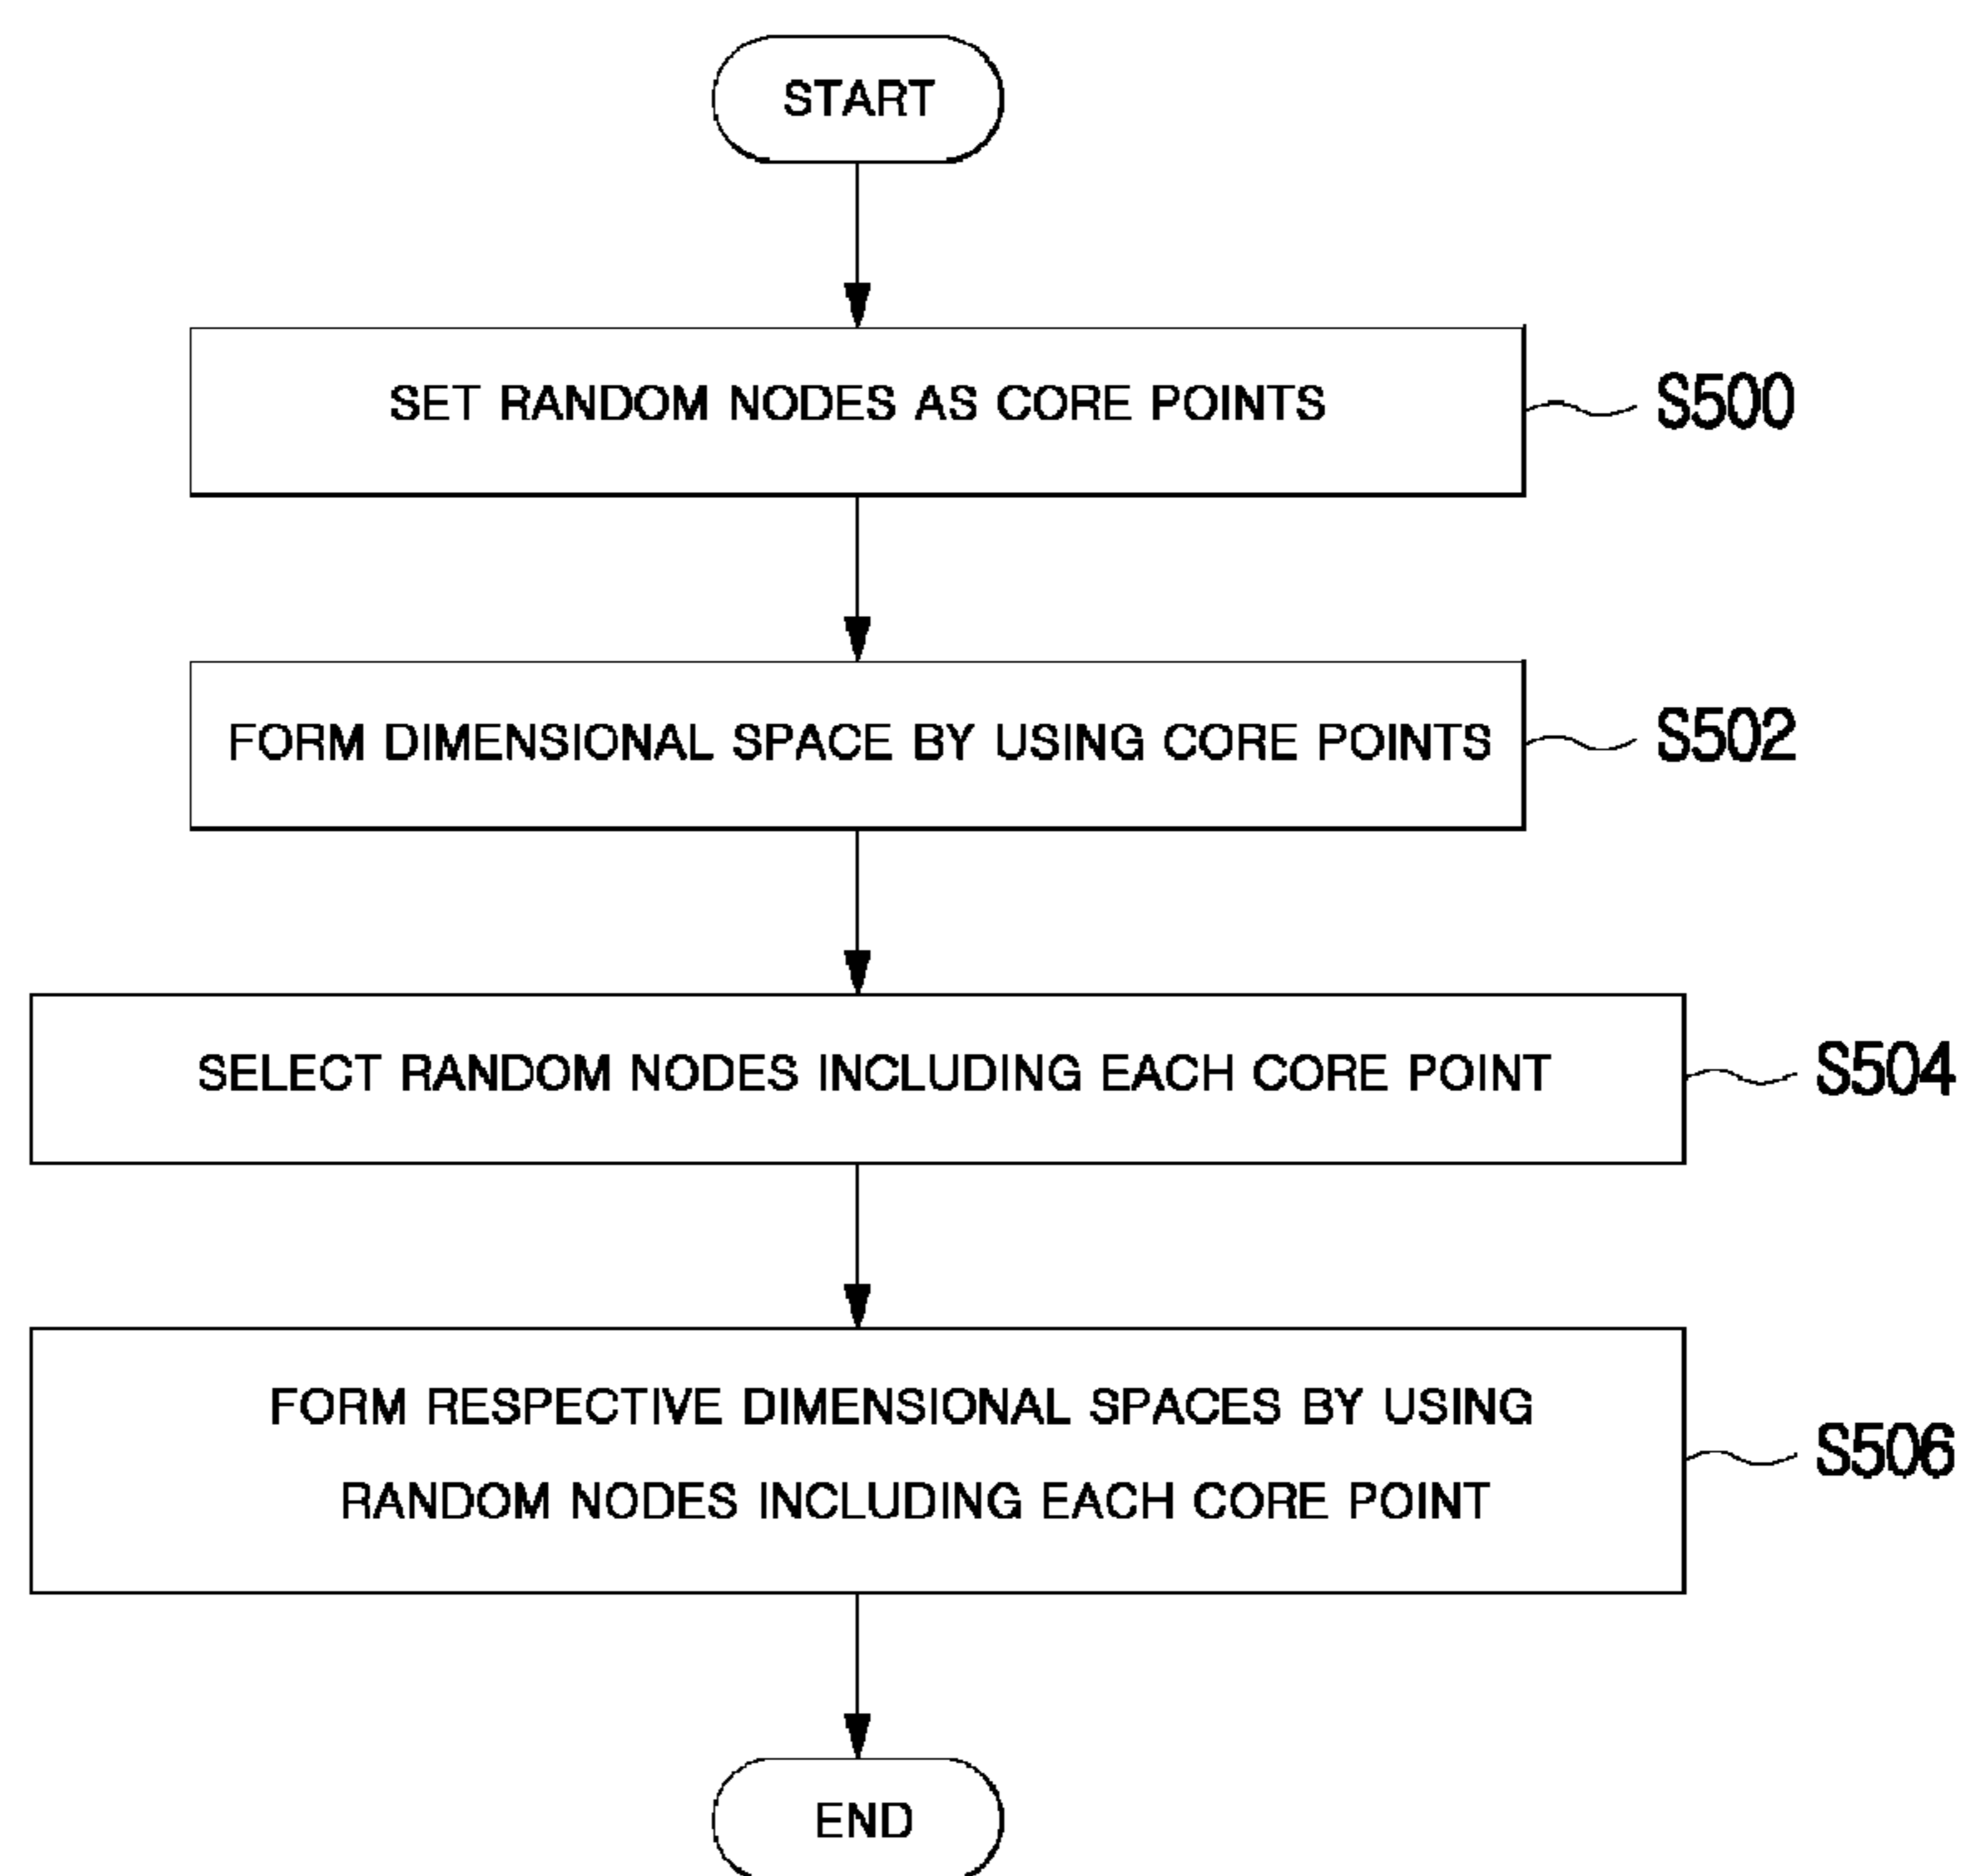 START
SET RANDOM NODES AS CORE POINTS
S500
FORM DIMENSIONAL SPACE BY USING CORE POINTS
S502
SELECT RANDOM NODES INCLUDING EACH CORE POINT
S504
FORM RESPECTIVE DIMENSIONAL SPACES BY USING
RANDOM NODES INCLUDING EACH CORE POINT
S506
END